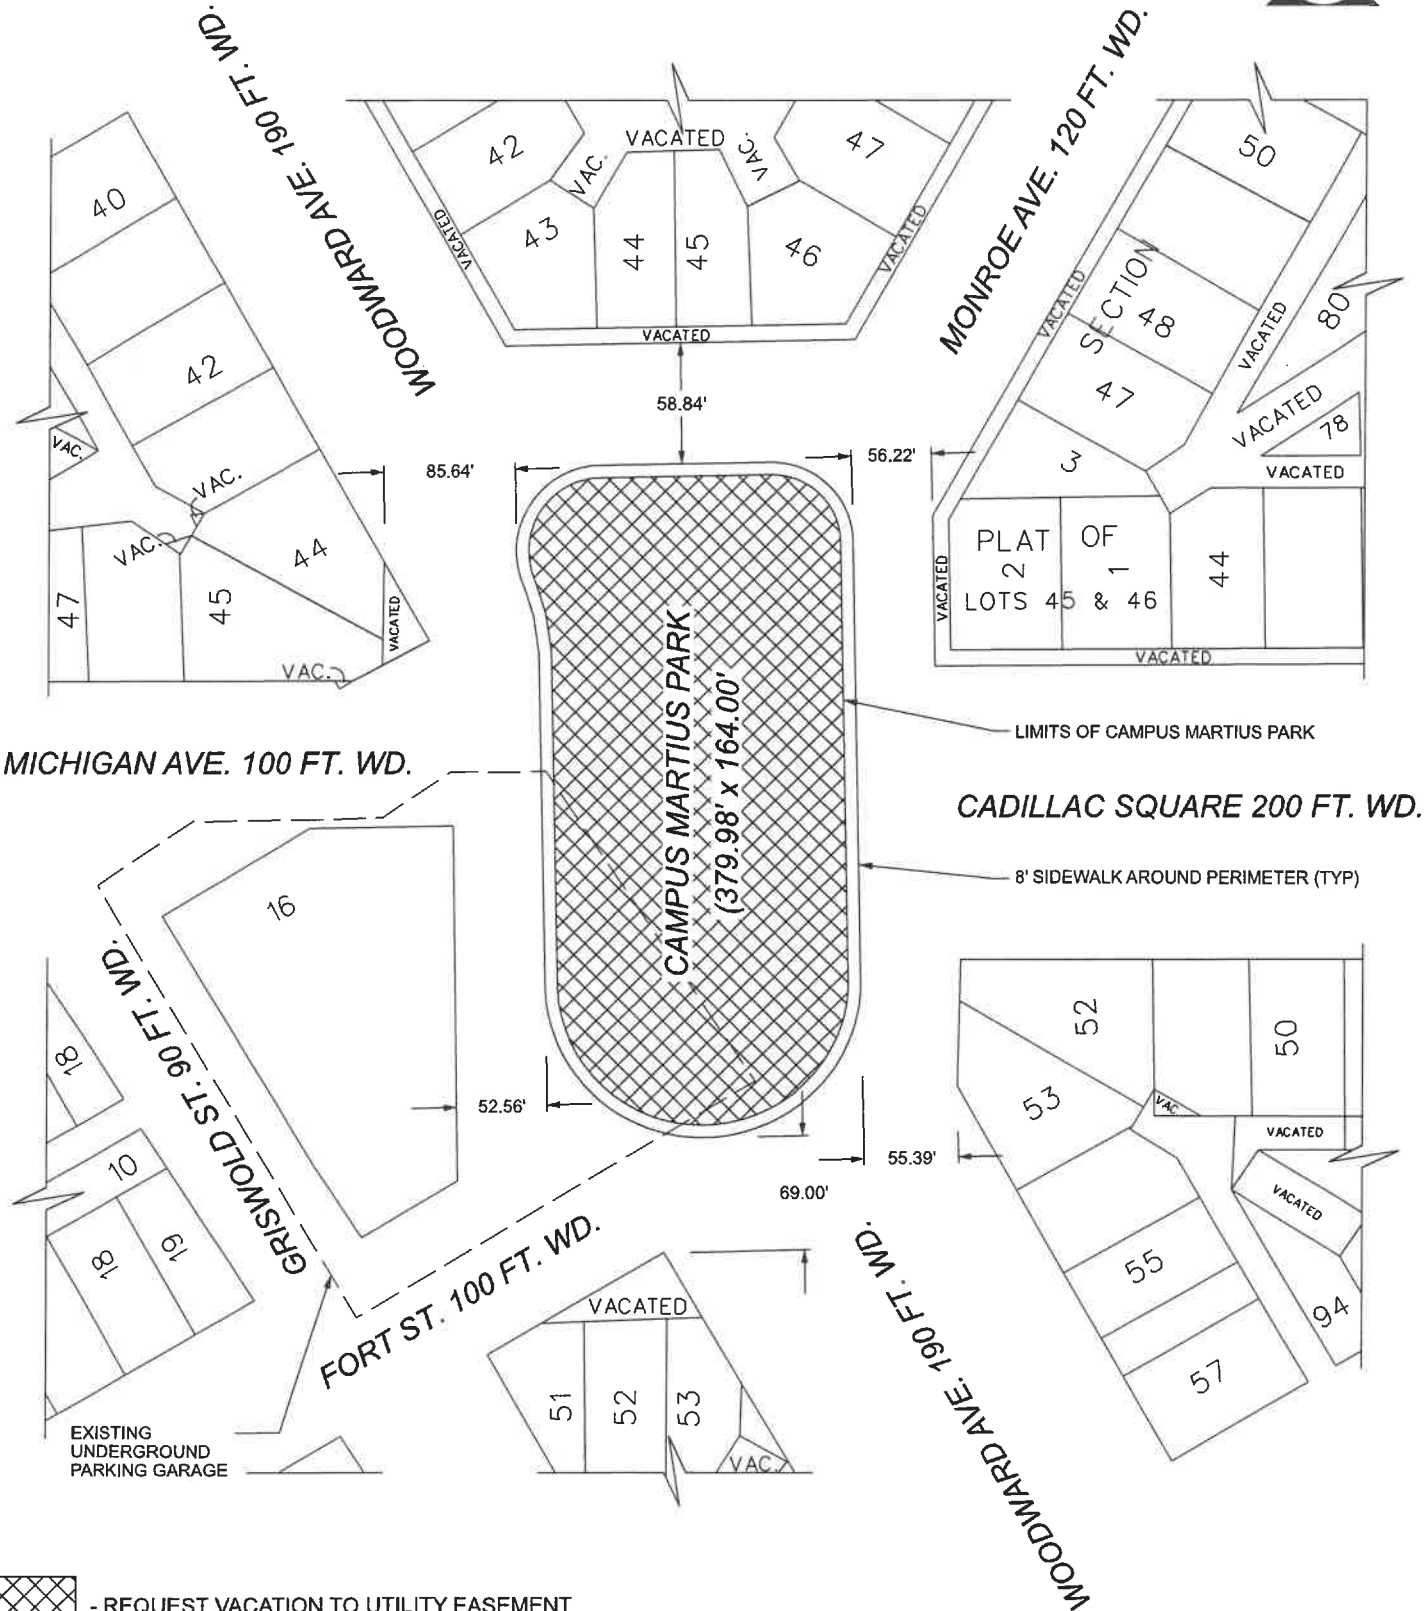 WOODWARD AVE. 190 FT. WD.
MONROE AVE. 120 FT. WD.
40
42
VAC.
VAC.
VAC.
44
45
47
VACATED
VAC.
42
VAC.
VACATED
VAC.
47
43
44
45
46
VACATED
VACATED
VACATED
50
SECTION
48
47
3
VACATED
VACATED
80
VACATED
78
VACATED
PLAT OF
2 1
LOTS 45 & 46
44
VACATED
VACATED
58.84'
85.64'
56.22'
CAMPUS MARTIUS PARK
(379.98' x 164.00')
LIMITS OF CAMPUS MARTIUS PARK
MICHIGAN AVE. 100 FT. WD.
CADILLAC SQUARE 200 FT. WD.
8' SIDEWALK AROUND PERIMETER (TYP)
16
GRISWOLD ST. 90 FT. WD.
18
10
18
19
52.56'
55.39'
69.00'
52
50
53
VAC.
VACATED
VACATED
55
94
57
FORT ST. 100 FT. WD.
VACATED
51
52
53
VAC.
WOODWARD AVE. 190 FT. WD.
EXISTING
UNDERGROUND
PARKING GARAGE
- REQUEST VACATION TO UTILITY EASEMENT